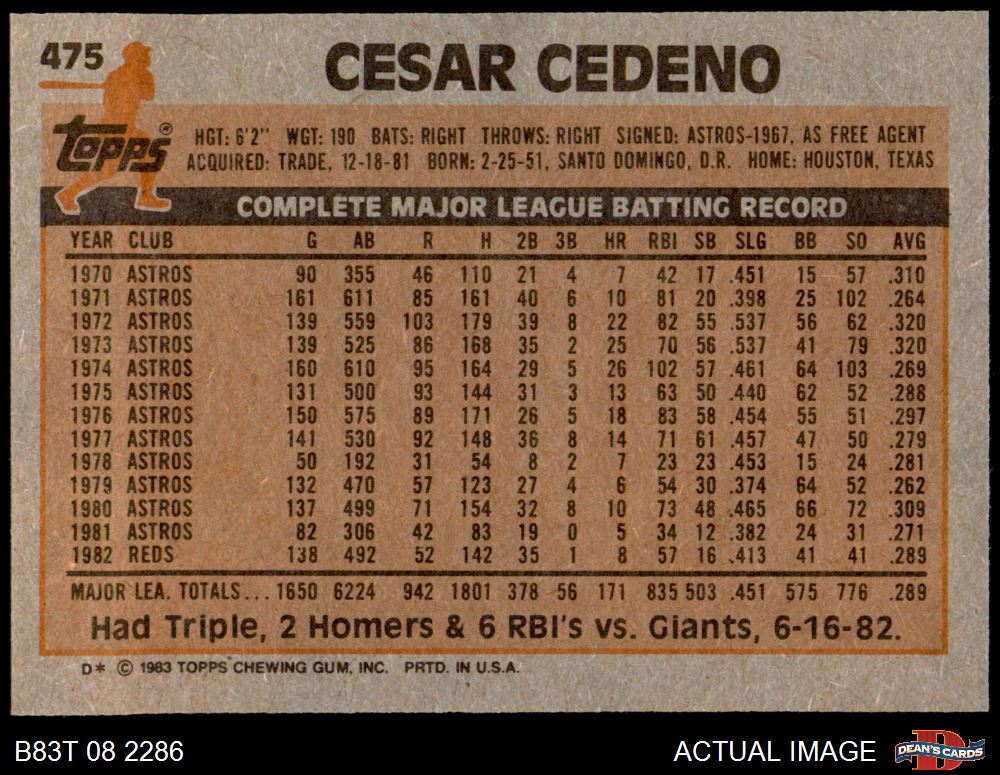 475 CESAR CEDENO
topps® HGT: 6'2" WGT: 190 BATS: RIGHT THROWS: RIGHT SIGNED: ASTROS-1967, AS FREE AGENT
ACQUIRED: TRADE, 12-18-81 BORN: 2-25-51, SANTO DOMINGO, D.R. HOME: HOUSTON, TEXAS
COMPLETE MAJOR LEAGUE BATTING RECORD
YEAR CLUB G AB R H 2B 3B HR RBI SB SLG BB SO AVG
1970 ASTROS 90 355 46 110 21 4 7 42 17 .451 15 57 .310
1971 ASTROS 161 611 85 161 40 6 10 81 20 .398 25 102 .264
1972 ASTROS 139 559 103 179 39 8 22 82 55 .537 56 62 .320
1973 ASTROS 139 525 86 168 35 2 25 70 56 .537 41 79 .320
1974 ASTROS 160 610 95 164 29 5 26 102 57 .461 64 103 .269
1975 ASTROS 131 500 93 144 31 3 13 63 50 .440 62 52 .288
1976 ASTROS 150 575 89 171 26 5 18 83 58 .454 55 51 .297
1977 ASTROS 141 530 92 148 36 8 14 71 61 .457 47 50 .279
1978 ASTROS 50 192 31 54 8 2 7 23 23 .453 15 24 .281
1979 ASTROS 132 470 57 123 27 4 6 54 30 .374 64 52 .262
1980 ASTROS 137 499 71 154 32 8 10 73 48 .465 66 72 .309
1981 ASTROS 82 306 42 83 19 0 5 34 12 .382 24 31 .271
1982 REDS 138 492 52 142 35 1 8 57 16 .413 41 41 .289
MAJOR LEA. TOTALS... 1650 6224 942 1801 378 56 171 835 503 .451 575 776 .289
Had Triple, 2 Homers & 6 RBI's vs. Giants, 6-16-82.
D* © 1983 TOPPS CHEWING GUM, INC. PRTD. IN U.S.A.
B83T 08 2286 ACTUAL IMAGE D DEAN'S CARDS